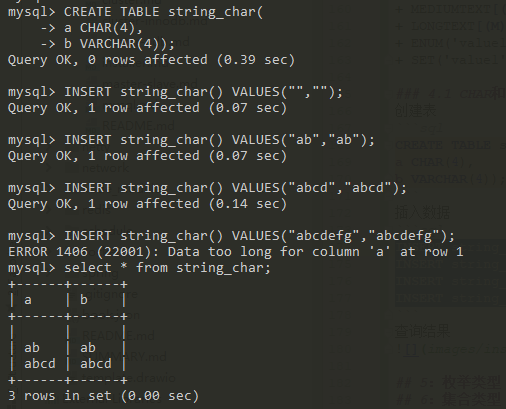 mysql> CREATE TABLE string_char(
    -> a CHAR(4),
    -> b VARCHAR(4));
Query OK, 0 rows affected (0.39 sec)
mysql> INSERT string_char() VALUES("","");
Query OK, 1 row affected (0.07 sec)
mysql> INSERT string_char() VALUES("ab","ab");
Query OK, 1 row affected (0.07 sec)
mysql> INSERT string_char() VALUES("abcd","abcd");
Query OK, 1 row affected (0.14 sec)
mysql> INSERT string_char() VALUES("abcdefg","abcdefg");
ERROR 1406 (22001): Data too long for column 'a' at row 1
mysql> select * from string_char;
+------+------+
| a    | b    |
+------+------+
|      |      |
| ab   | ab   |
| abcd | abcd |
+------+------+
3 rows in set (0.00 sec)